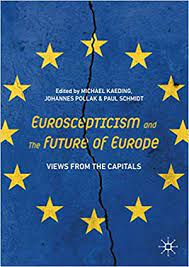 Edited by MICHAEL KAEDING,
JOHANNES POLLAK & PAUL SCHMIDT
EUROSCEPTICISM and
The FUTURE OF EUROPE
VIEWS FROM THE CAPITALS